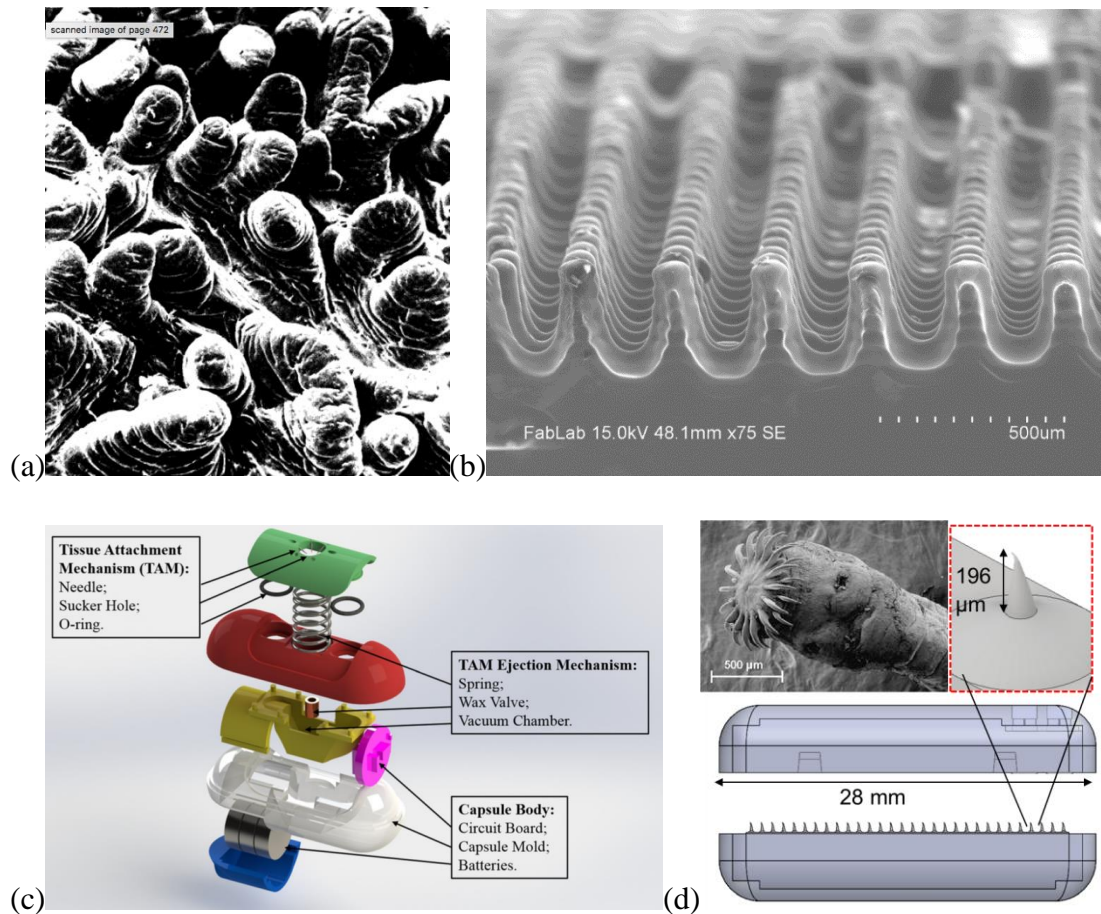 scanned image of page 472
(a)
FabLab 15.0kV 48.1mm x75 SE
500um
(b)
Tissue Attachment
Mechanism (TAM):
Needle;
Sucker Hole;
O-ring.
TAM Ejection Mechanism:
Spring;
Wax Valve;
Vacuum Chamber.
Capsule Body:
Circuit Board;
Capsule Mold;
Batteries.
(c)
500 µm
196
µm
28 mm
(d)